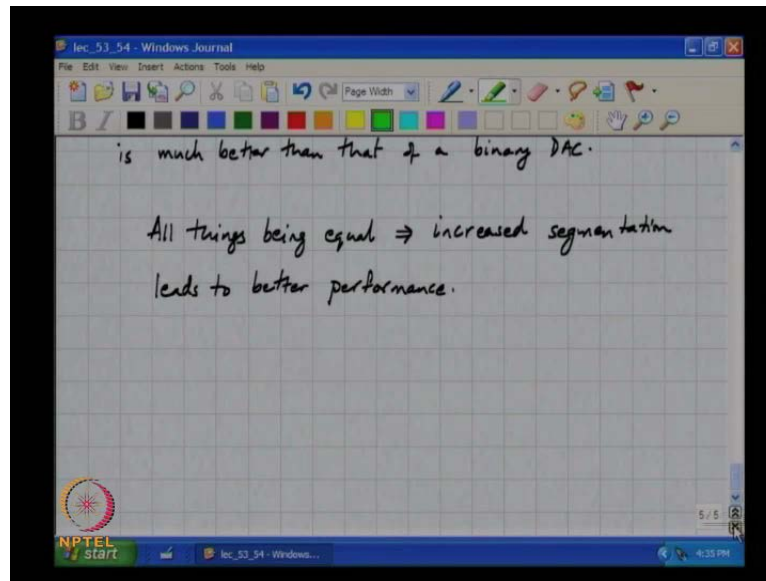 lec_53_54 - Windows Journal
File Edit View Insert Actions Tools Help
Page Width
B I
is much better than that of a binary DAC.
All things being equal ⇒ increased segmentation
leads to better performance.
5/5
NPTEL
start
lec_53_54 - Windows...
4:35 PM